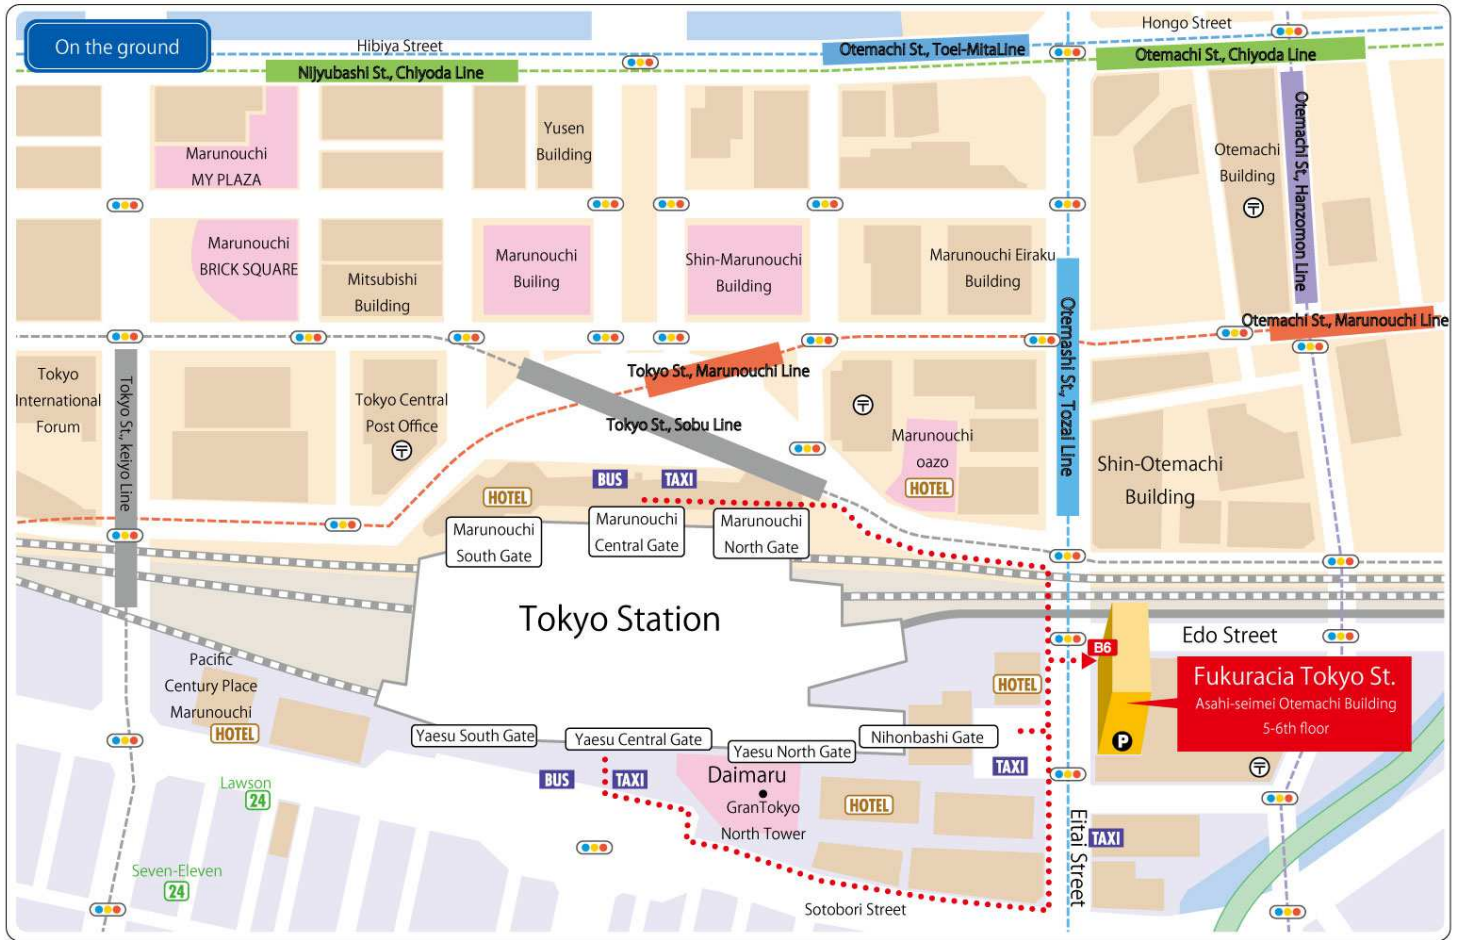 On the ground
Hibiya Street
Hongo Street
Otemachi St., Toei-MitaLine
Otemachi St., Chiyoda Line
Nijyubashi St., Chiyoda Line
Otemachi St., Hanzomon Line
Yusen
Building
Marunouchi
MY PLAZA
Otemachi
Building
Marunouchi
BRICK SQUARE
Mitsubishi
Building
Marunouchi
Builing
Shin-Marunouchi
Building
Marunouchi Eiraku
Building
Otemashi St., Tozai Line
Otemachi St., Marunouchi Line
Tokyo
International
Forum
Tokyo St., keiyo Line
Tokyo Central
Post Office
Tokyo St., Marunouchi Line
Tokyo St., Sobu Line
Marunouchi
oazo
HOTEL
Shin-Otemachi
Building
HOTEL
BUS
TAXI
Marunouchi
South Gate
Marunouchi
Central Gate
Marunouchi
North Gate
Tokyo Station
Edo Street
B6
Fukuracia Tokyo St.
Asahi-seimei Otemachi Building
5-6th floor
P
Pacific
Century Place
Marunouchi
HOTEL
HOTEL
Yaesu South Gate
Yaesu Central Gate
Yaesu North Gate
Nihonbashi Gate
BUS
TAXI
TAXI
Daimaru
GranTokyo
North Tower
HOTEL
Lawson
24
Seven-Eleven
24
Eitai Street
TAXI
Sotobori Street